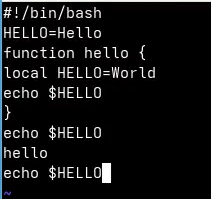 #!/bin/bash
HELLO=Hello
function hello {
local HELLO=World
echo $HELLO
}
echo $HELLO
hello
echo $HELLO
~